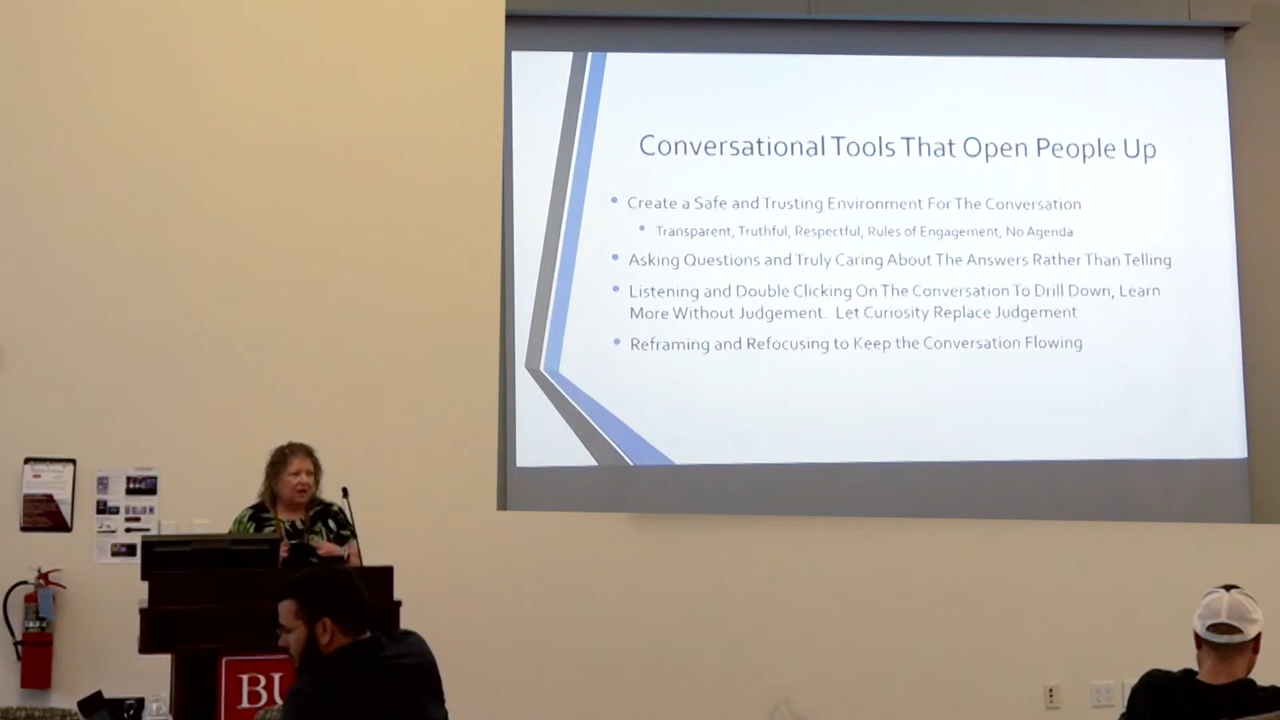 Conversational Tools That Open People Up
• Create a Safe and Trusting Environment For The Conversation
• Transparent, Truthful, Respectful, Rules of Engagement, No Agenda
• Asking Questions and Truly Caring About The Answers Rather Than Telling
• Listening and Double Clicking On The Conversation To Drill Down, Learn
More Without Judgement. Let Curiosity Replace Judgement
• Reframing and Refocusing to Keep the Conversation Flowing